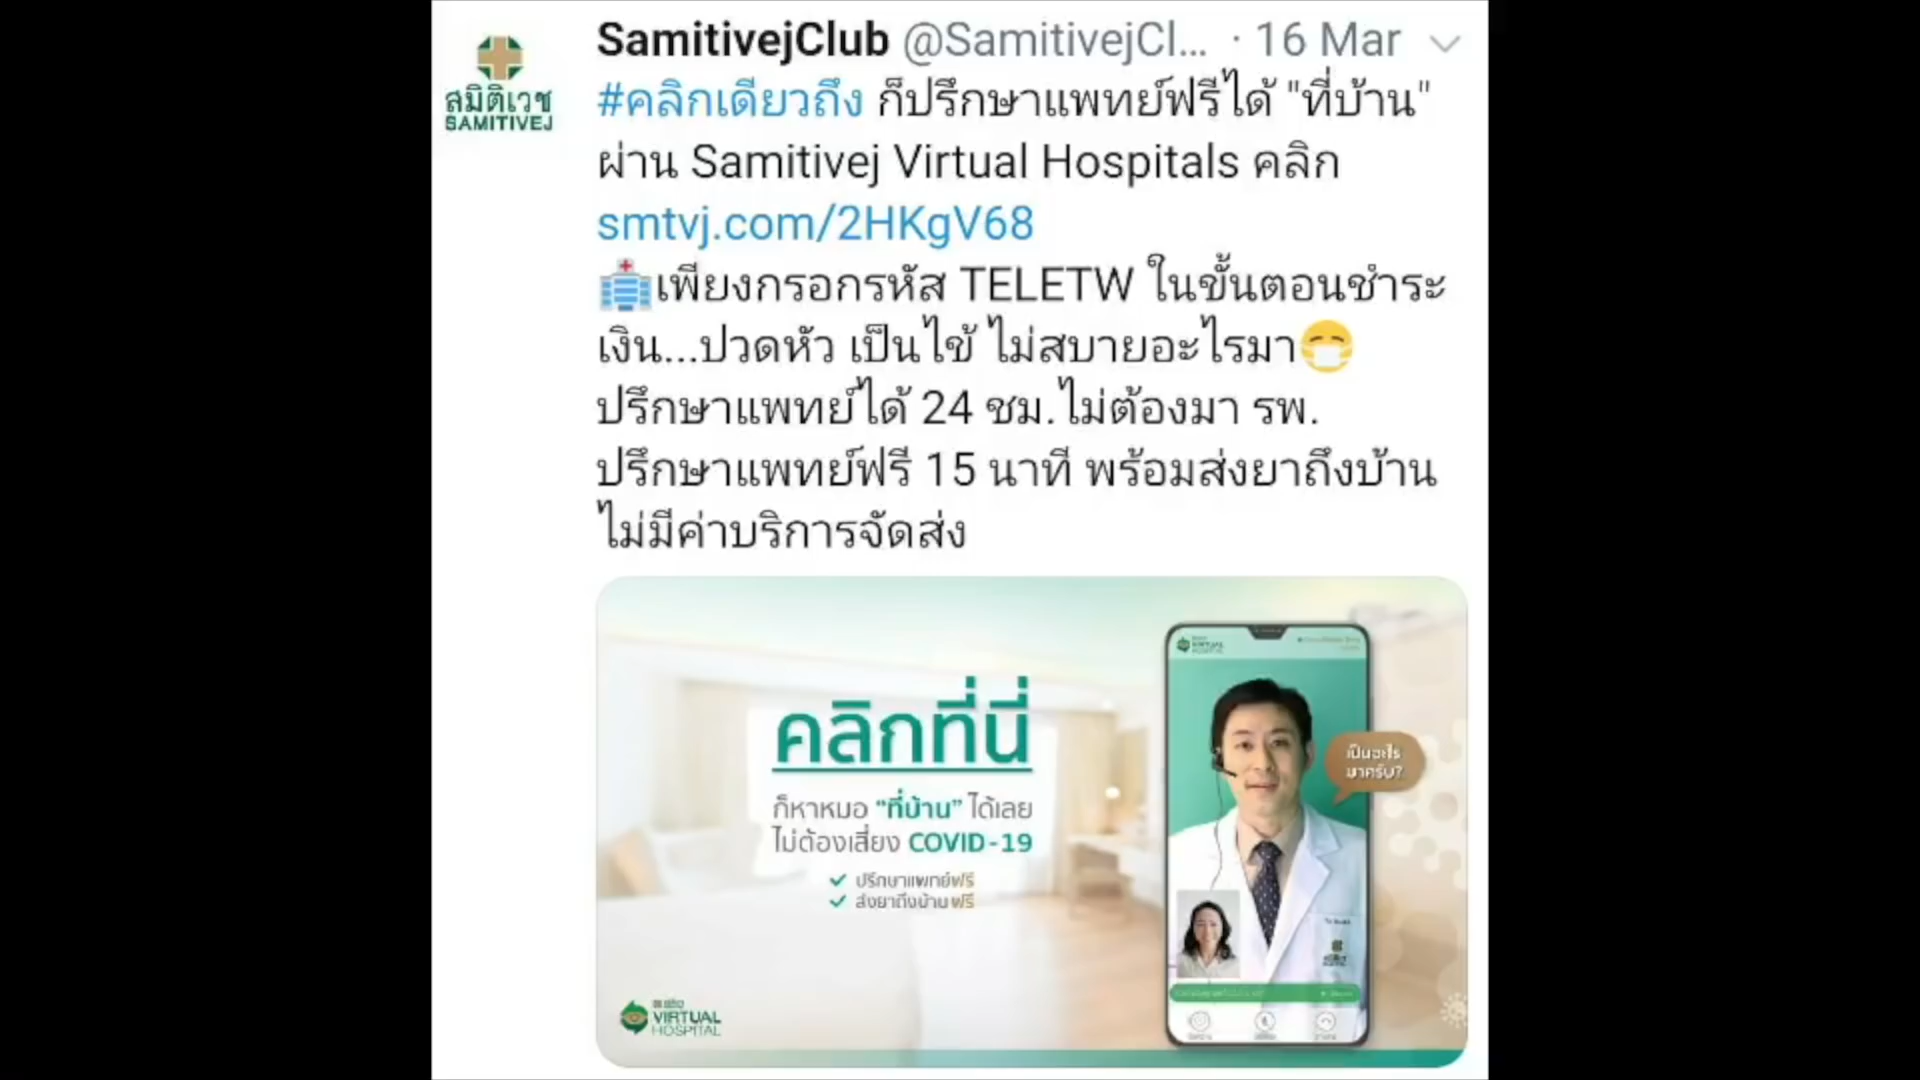 สมิติเวช
SAMITIVEJ
SamitivejClub @SamitivejCl... · 16 Mar
#คลิกเดียวถึง ก็ปรึกษาแพทย์ฟรีได้ "ที่บ้าน"
ผ่าน Samitivej Virtual Hospitals คลิก
smtvj.com/2HKgV68
🏥เพียงกรอกรหัส TELETW ในขั้นตอนชำระ
เงิน...ปวดหัว เป็นไข้ ไม่สบายอะไรมา😷
ปรึกษาแพทย์ได้ 24 ชม.ไม่ต้องมา รพ.
ปรึกษาแพทย์ฟรี 15 นาที พร้อมส่งยาถึงบ้าน
ไม่มีค่าบริการจัดส่ง
คลิกที่นี่
ก็หาหมอ "ที่บ้าน" ได้เลย
ไม่ต้องเสี่ยง COVID-19
✓ ปรึกษาแพทย์ฟรี
✓ ส่งยาถึงบ้านฟรี
เป็นอะไร
มาครับ?
VIRTUAL
HOSPITAL
VIRTUAL
HOSPITAL